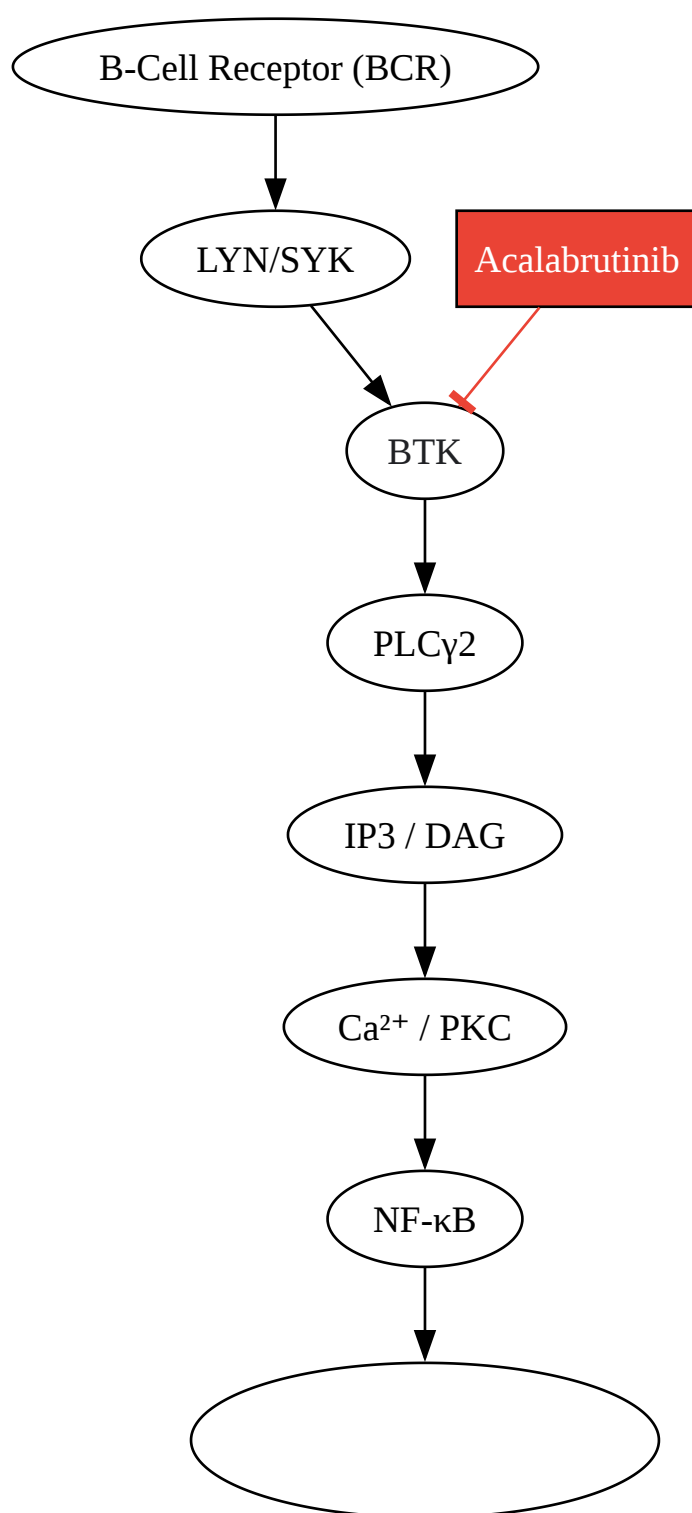 B-Cell Receptor (BCR)
LYN/SYK
Acalabrutinib
BTK
PLCγ2
IP3 / DAG
Ca²⁺ / PKC
NF-κB